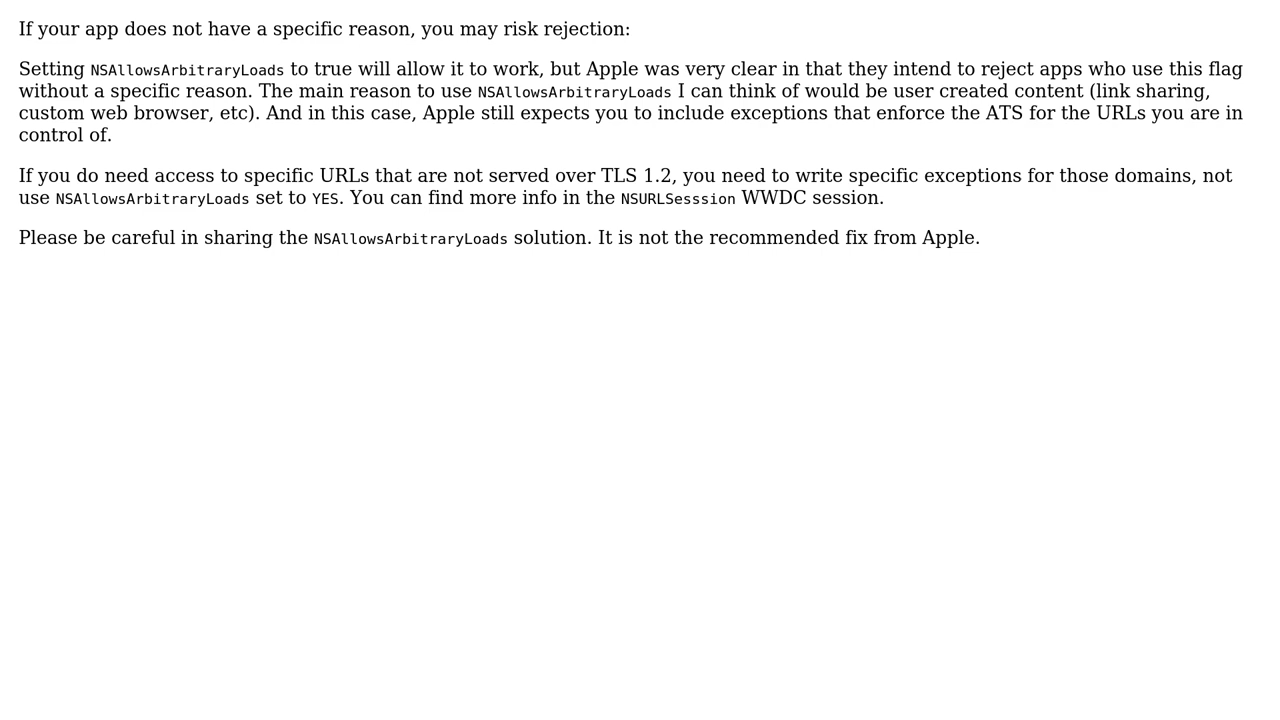 If your app does not have a specific reason, you may risk rejection:
Setting NSAllowsArbitraryLoads to true will allow it to work, but Apple was very clear in that they intend to reject apps who use this flag
without a specific reason. The main reason to use NSAllowsArbitraryLoads I can think of would be user created content (link sharing,
custom web browser, etc). And in this case, Apple still expects you to include exceptions that enforce the ATS for the URLs you are in
control of.
If you do need access to specific URLs that are not served over TLS 1.2, you need to write specific exceptions for those domains, not
use NSAllowsArbitraryLoads set to YES. You can find more info in the NSURLSesssion WWDC session.
Please be careful in sharing the NSAllowsArbitraryLoads solution. It is not the recommended fix from Apple.